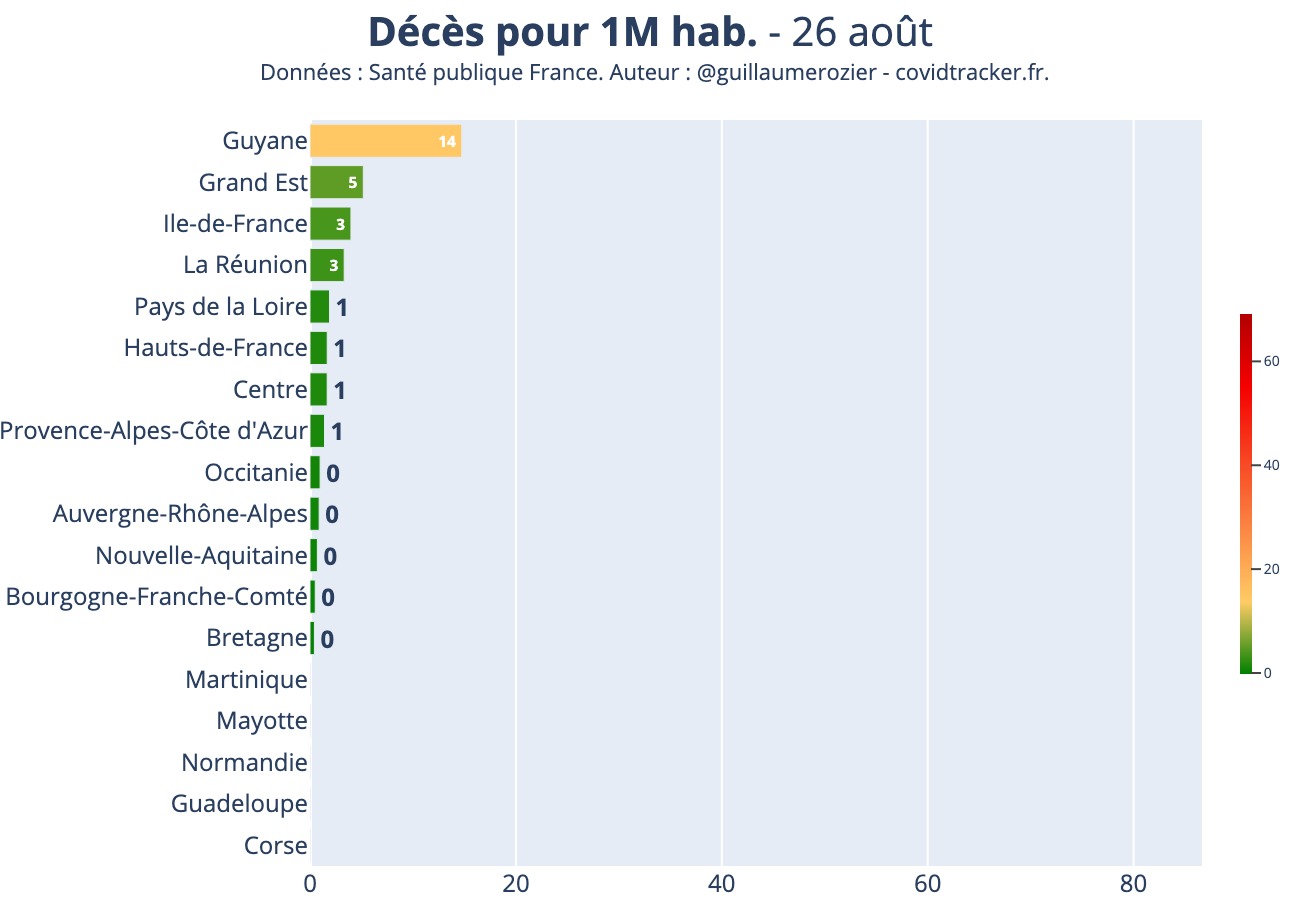 Décès pour 1M hab. - 26 août
Données : Santé publique France. Auteur : @guillaumerozier - covidtracker.fr.
Guyane 14
Grand Est 5
Ile-de-France 3
La Réunion 3
Pays de la Loire 1
Hauts-de-France 1
Centre 1
Provence-Alpes-Côte d'Azur 1
Occitanie 0
Auvergne-Rhône-Alpes 0
Nouvelle-Aquitaine 0
Bourgogne-Franche-Comté 0
Bretagne 0
Martinique
Mayotte
Normandie
Guadeloupe
Corse
0 20 40 60 80
60
40
20
0